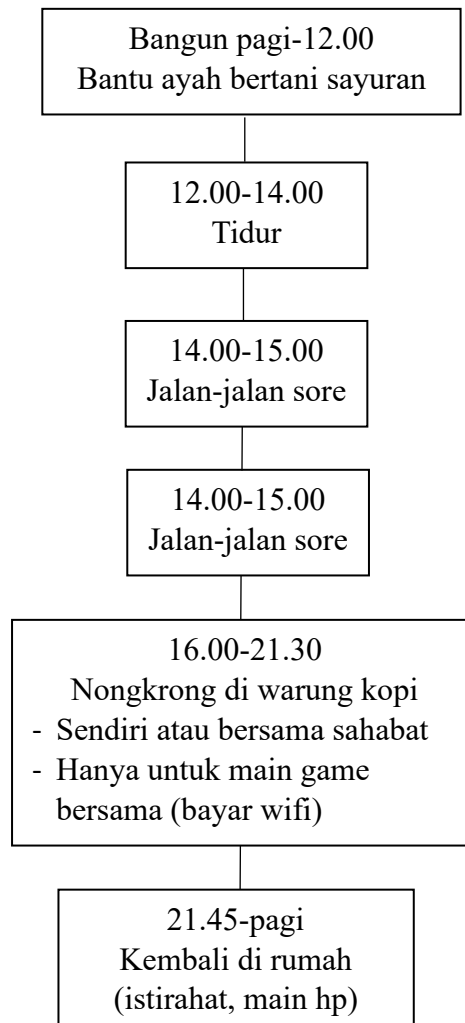 Bangun pagi-12.00
Bantu ayah bertani sayuran
12.00-14.00
Tidur
14.00-15.00
Jalan-jalan sore
14.00-15.00
Jalan-jalan sore
16.00-21.30
Nongkrong di warung kopi
- Sendiri atau bersama sahabat
- Hanya untuk main game
bersama (bayar wifi)
21.45-pagi
Kembali di rumah
(istirahat, main hp)